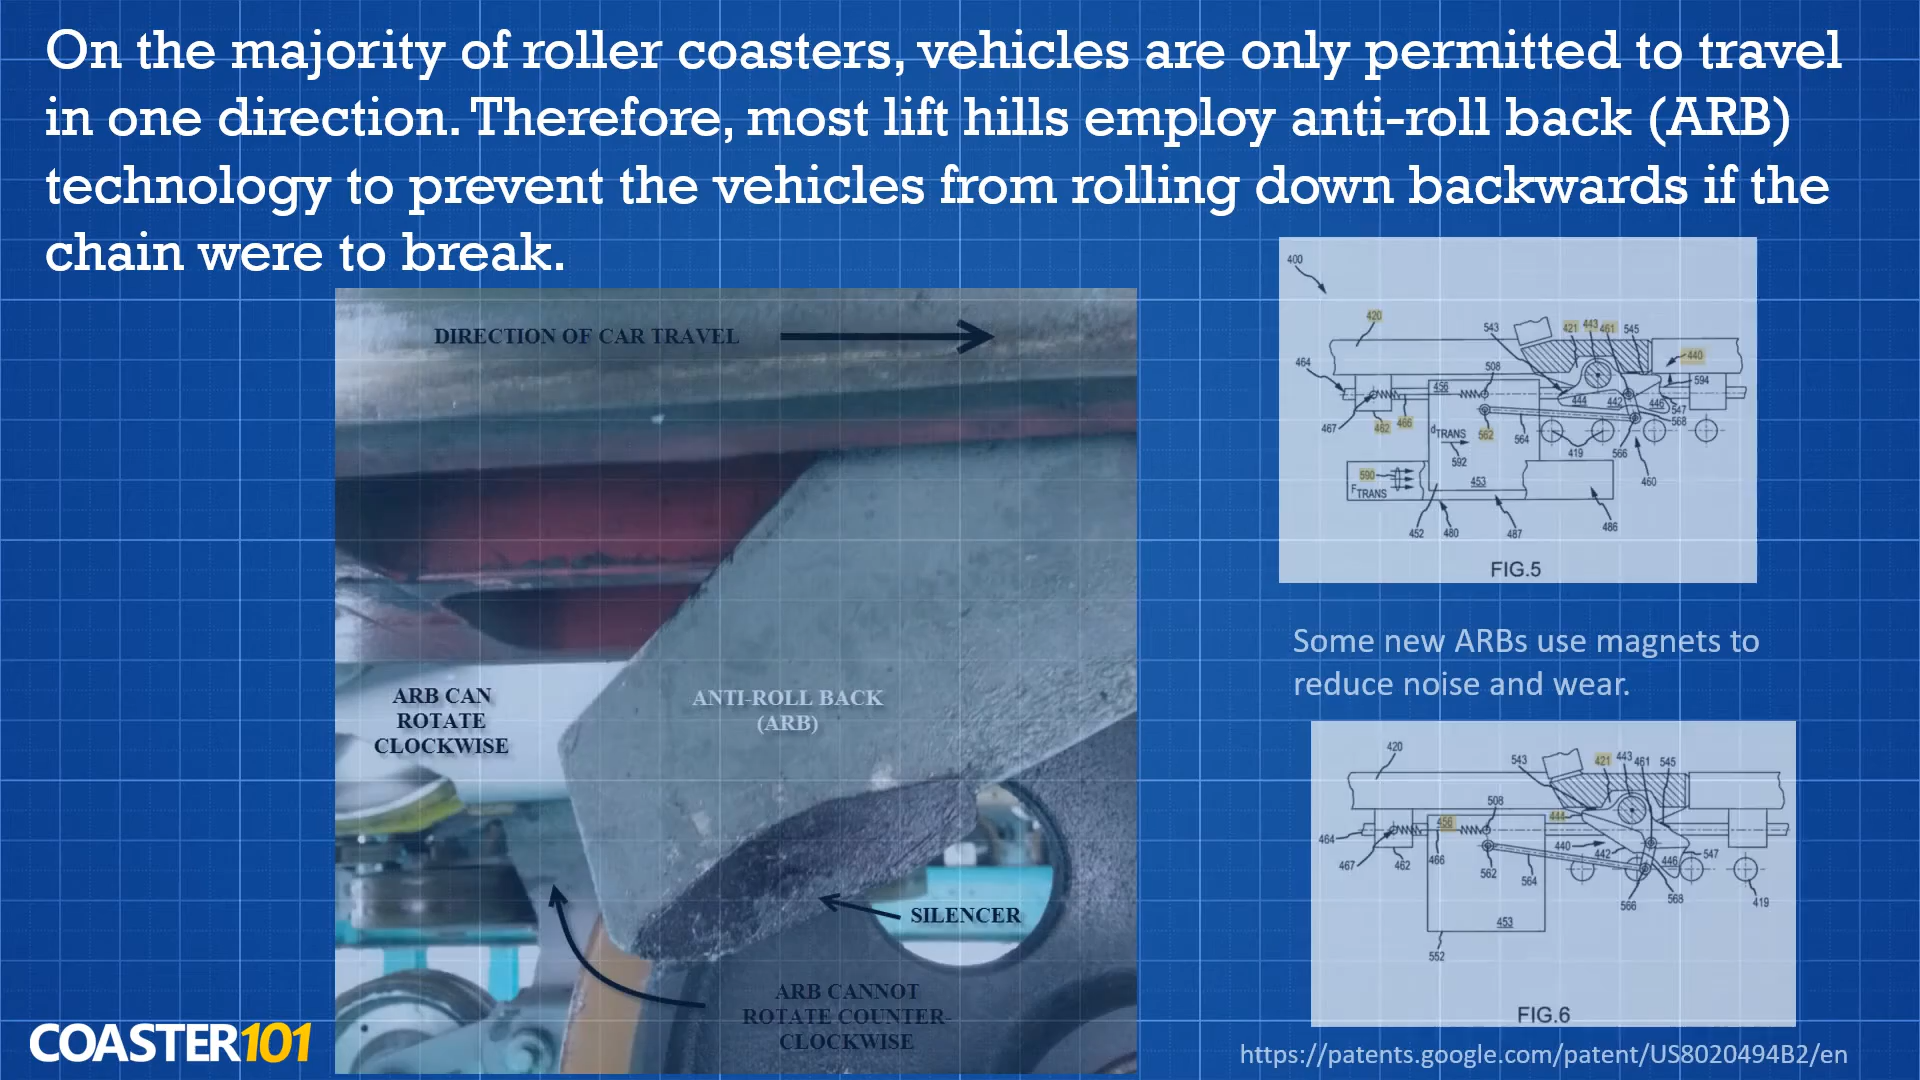 On the majority of roller coasters, vehicles are only permitted to travel
in one direction. Therefore, most lift hills employ anti-roll back (ARB)
technology to prevent the vehicles from rolling down backwards if the
chain were to break.
DIRECTION OF CAR TRAVEL
ARB CAN
ROTATE
CLOCKWISE
ANTI-ROLL BACK
(ARB)
SILENCER
ARB CANNOT
ROTATE COUNTER-
CLOCKWISE
400
420
543
421 443 461 545
440
464
508
594
456
444 442 446 547
467
462 466
562
564
568
dTRANS
592
419
566
590
FTRANS
453
460
452 480 487
486
FIG.5
Some new ARBs use magnets to
reduce noise and wear.
420
543
421 443 461 545
508
456
444
464
440
442
446
547
467
462
466
562
564
566
568
419
453
552
FIG.6
COASTER101
https://patents.google.com/patent/US8020494B2/en